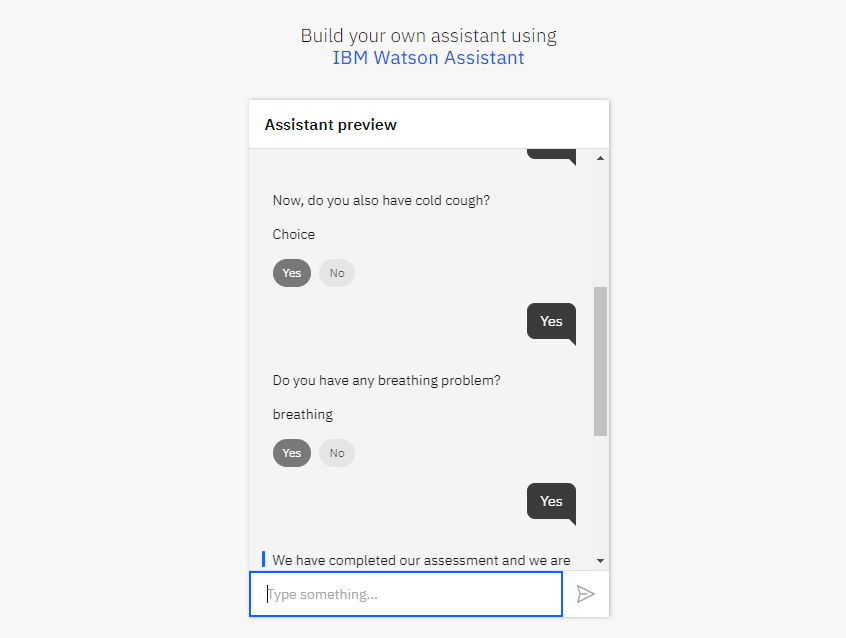 Build your own assistant using
IBM Watson Assistant
Assistant preview
Now, do you also have cold cough?
Choice
Yes No
Yes
Do you have any breathing problem?
breathing
Yes No
Yes
We have completed our assessment and we are
Type something...